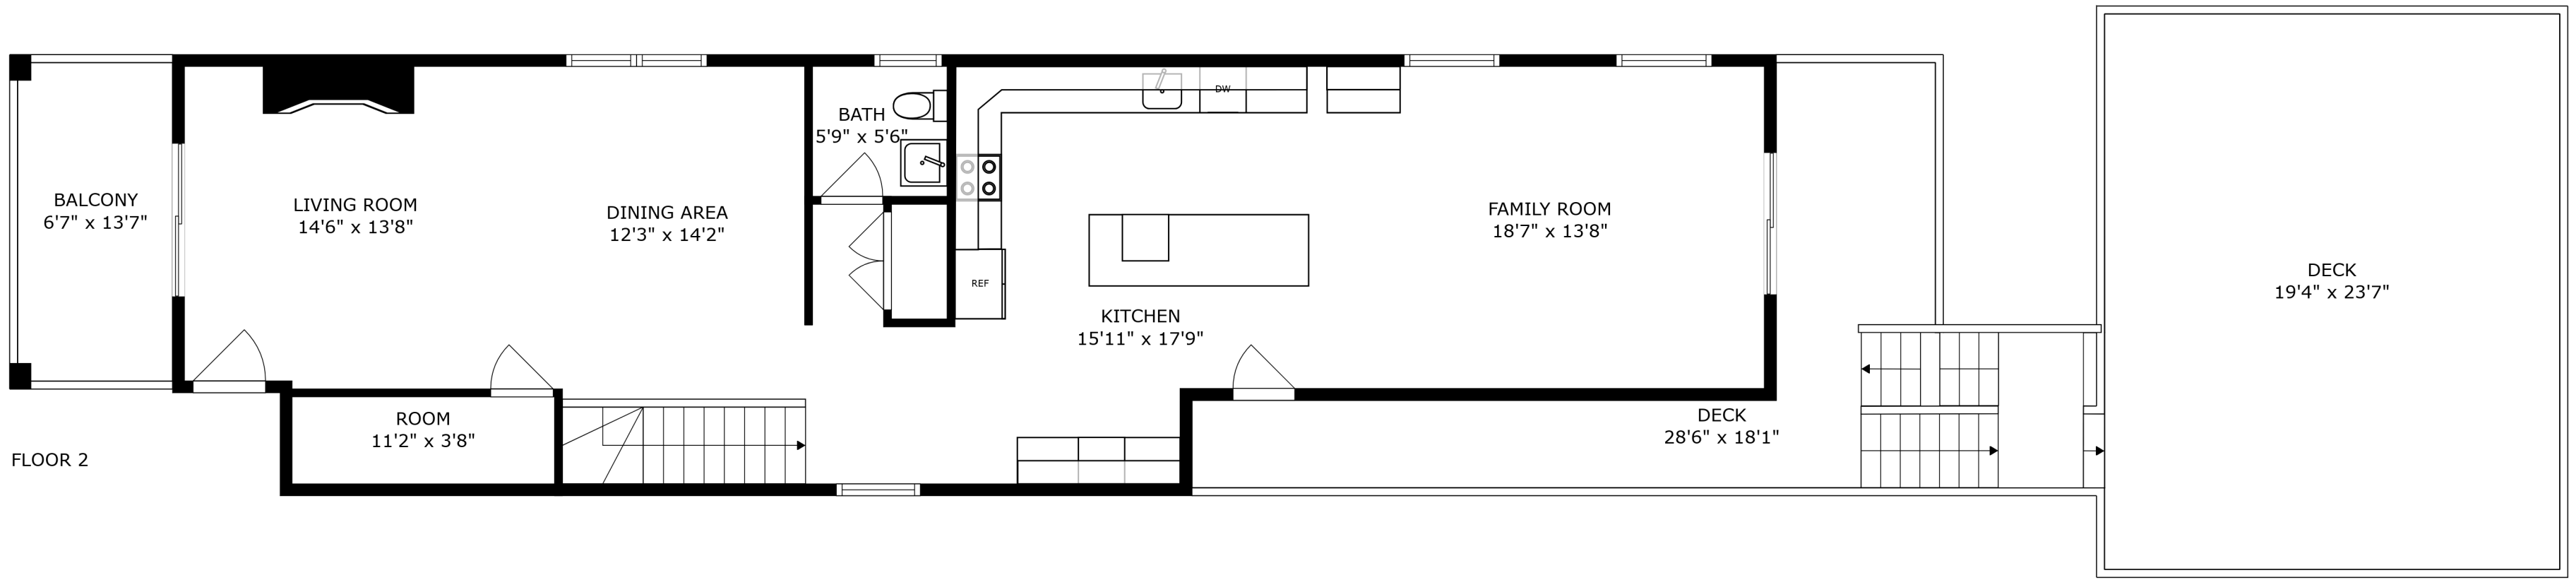 BALCONY
6'7" x 13'7"
LIVING ROOM
14'6" x 13'8"
DINING AREA
12'3" x 14'2"
BATH
5'9" x 5'6"
DW
REF
KITCHEN
15'11" x 17'9"
FAMILY ROOM
18'7" x 13'8"
DECK
19'4" x 23'7"
ROOM
11'2" x 3'8"
DECK
28'6" x 18'1"
FLOOR 2